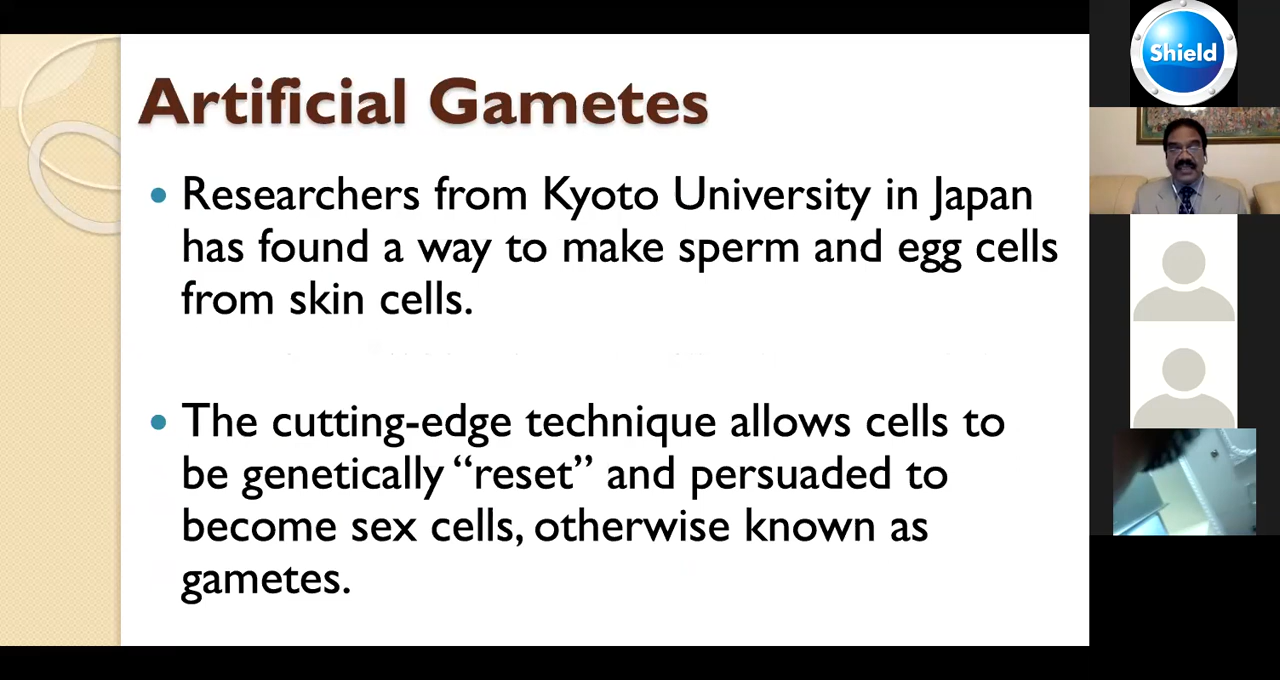 Artificial Gametes
Researchers from Kyoto University in Japan
has found a way to make sperm and egg cells
from skin cells.
The cutting-edge technique allows cells to
be genetically “reset” and persuaded to
become sex cells, otherwise known as
gametes.
Shield